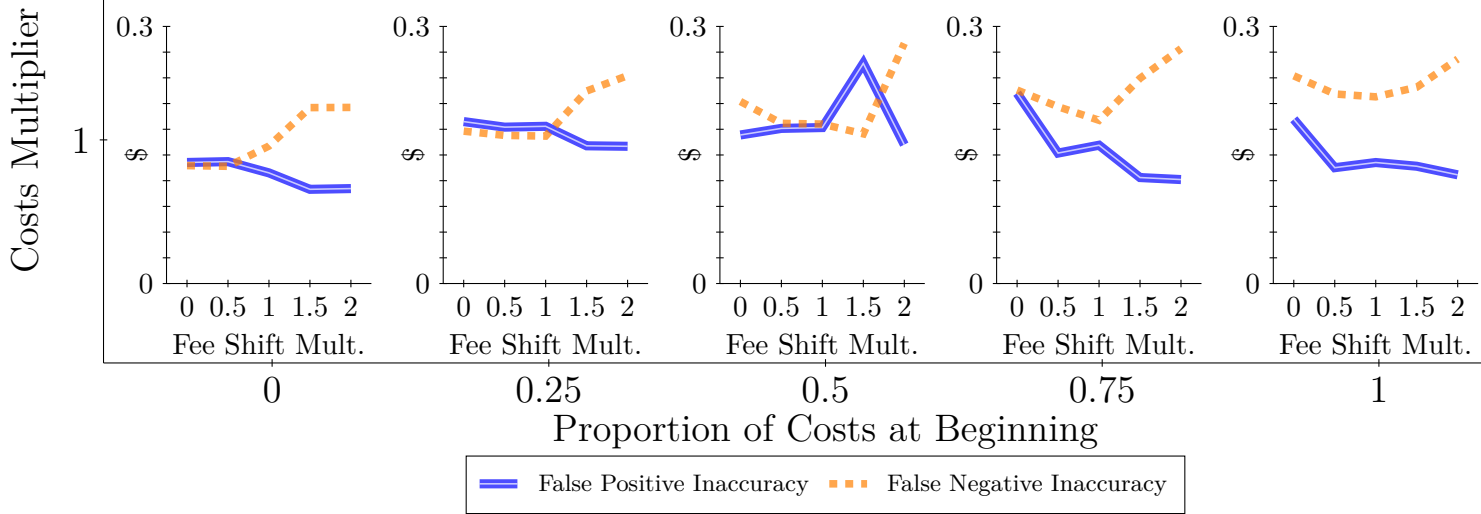 Costs Multiplier
1
0.3
$
0
0 0.5 1 1.5 2
Fee Shift Mult.
0.3
$
0
0 0.5 1 1.5 2
Fee Shift Mult.
0.3
$
0
0 0.5 1 1.5 2
Fee Shift Mult.
0.3
$
0
0 0.5 1 1.5 2
Fee Shift Mult.
0.3
$
0
0 0.5 1 1.5 2
Fee Shift Mult.
0 0.25 0.5 0.75 1
Proportion of Costs at Beginning
False Positive Inaccuracy False Negative Inaccuracy